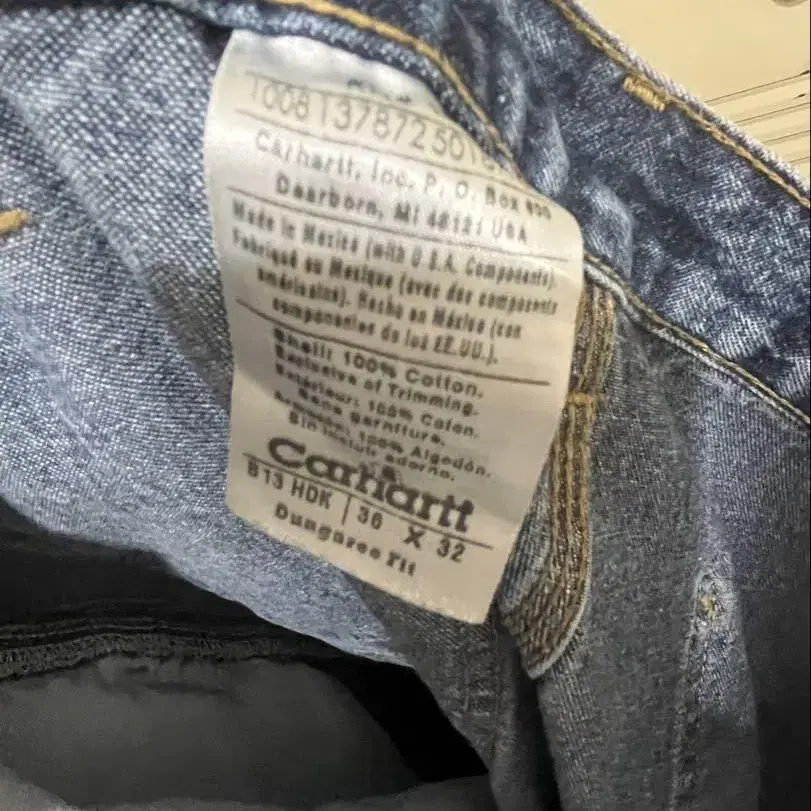 Carhartt, Inc. P.O. Box 600
Dearborn, MI 48121 USA
Made in Mexico (with U.S.A. Components).
Fabriqué au Mexique (avec des composants
américains). Hecho en México (con
componentes de los EE.UU.).
Shell: 100% Cotton.
Exclusive of Trimming.
Extérieur: 100% Coton.
Sans garniture.
100% Algodón.
Sin incluir adorno.
Carhartt
B13 HDK | 36 X 32
Dungaree Fit